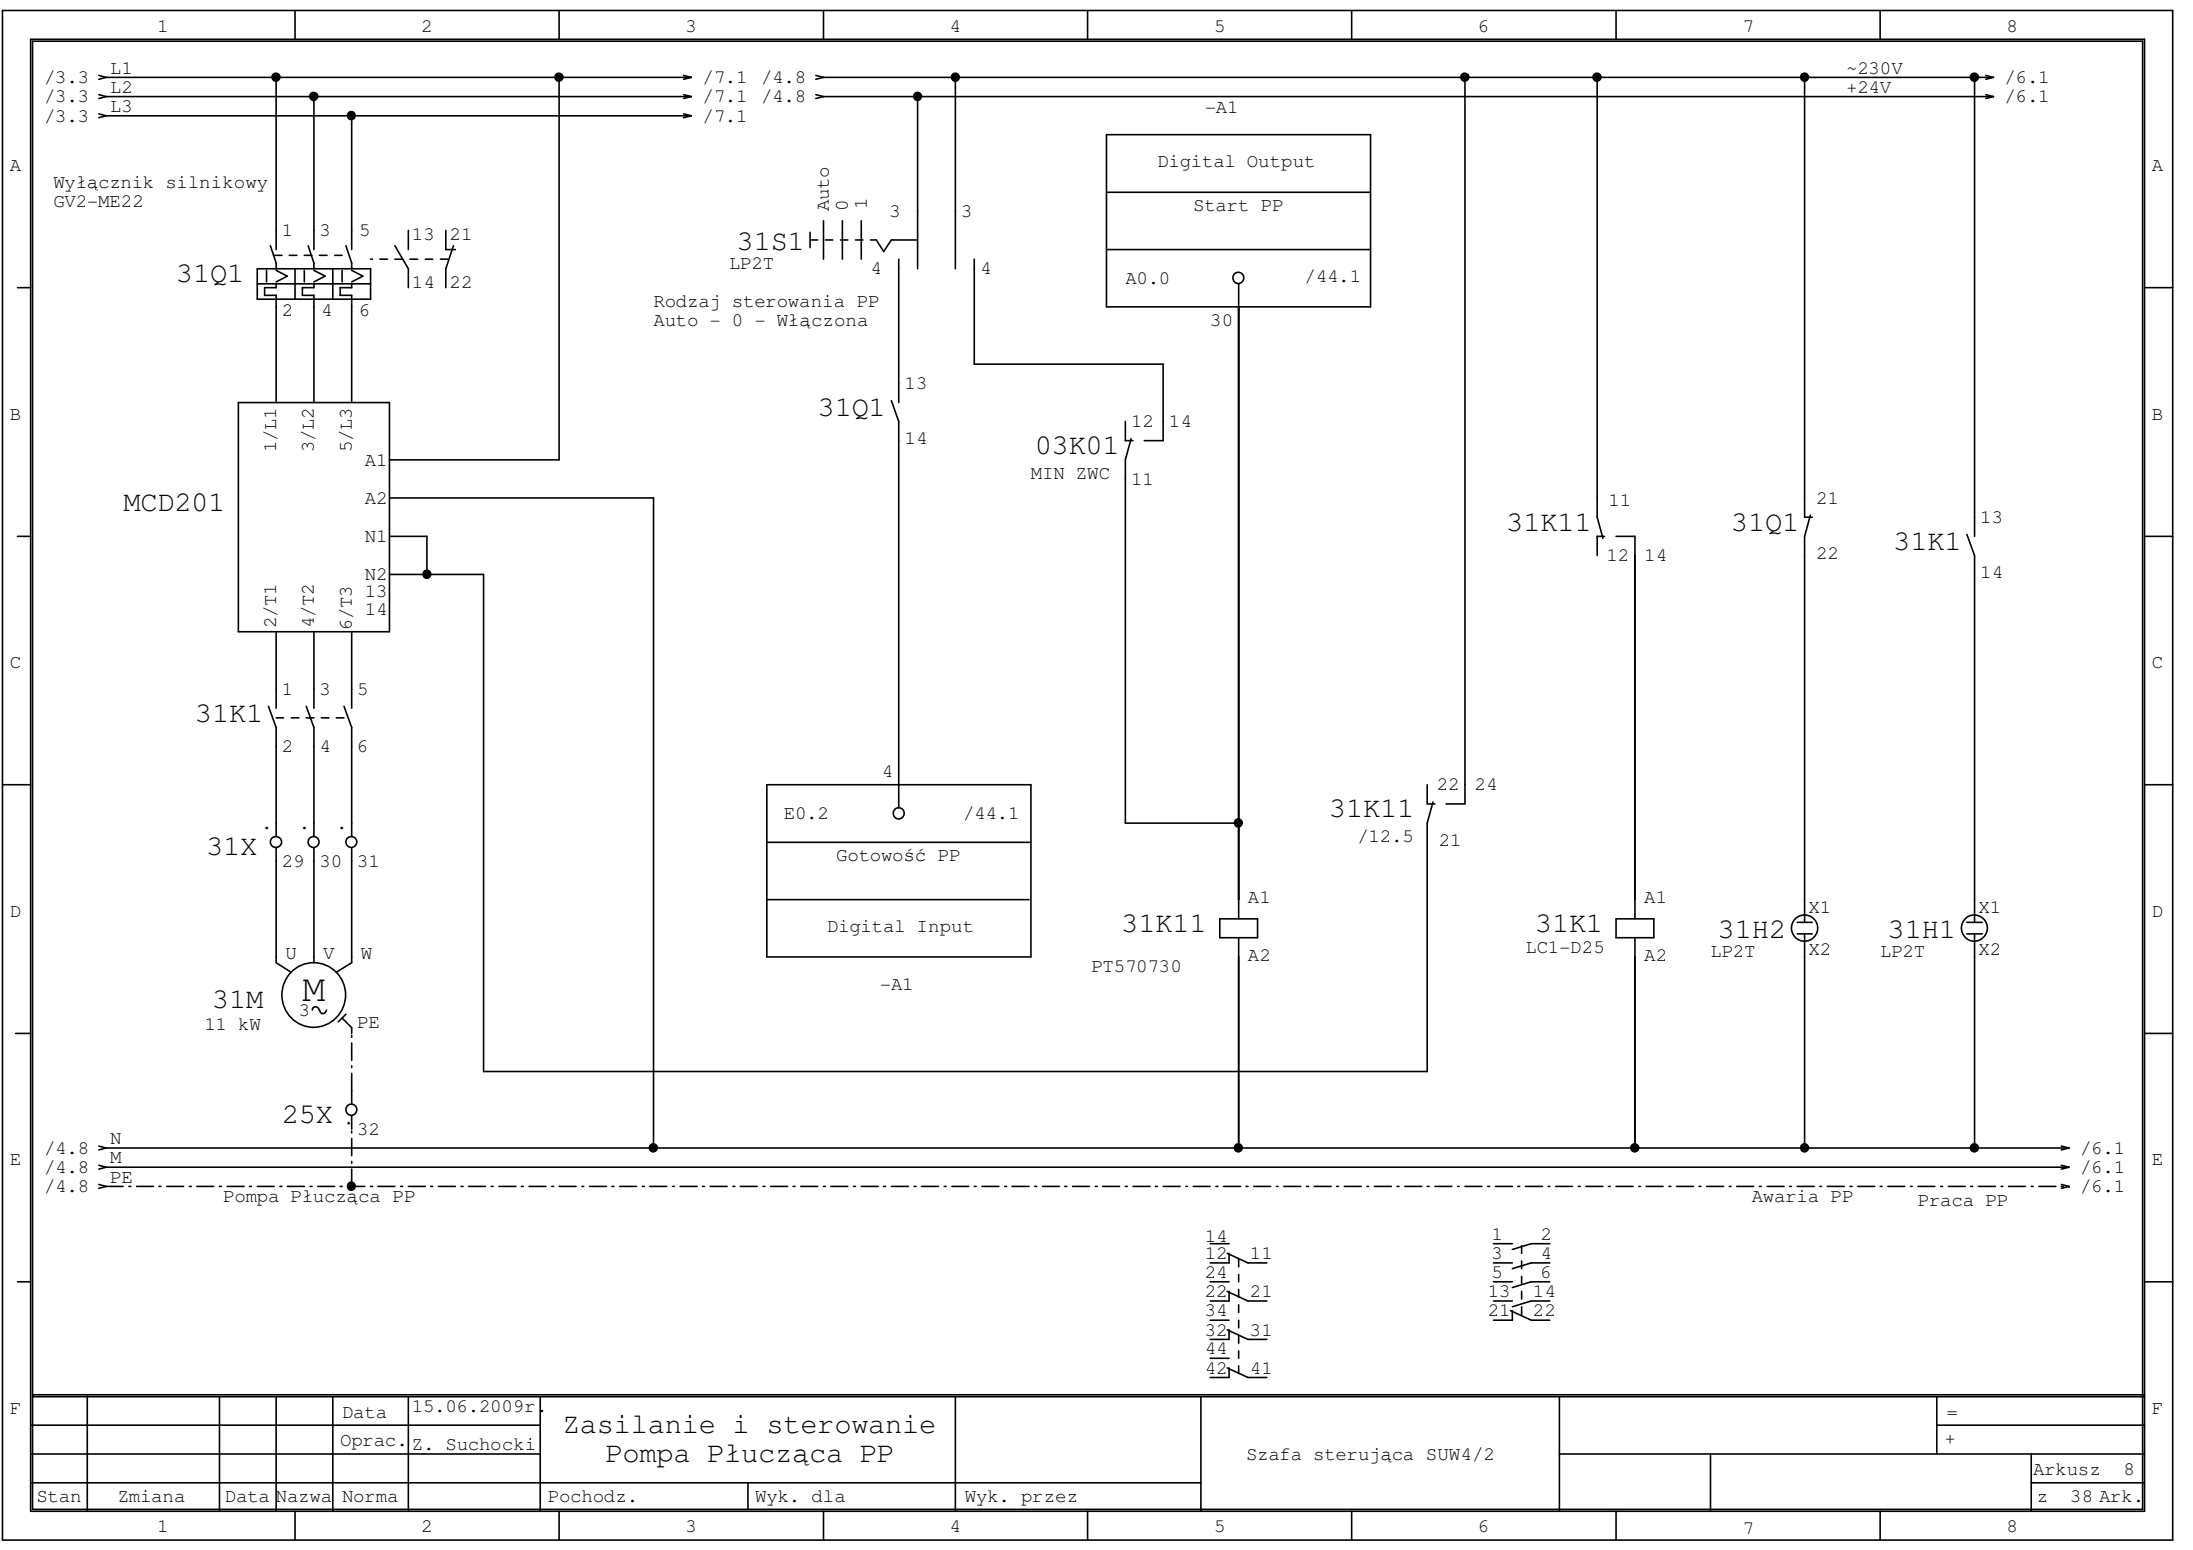 1 2 3 4 5 6 7 8
/3.3 L1 /7.1 /4.8 ~230V /6.1
/3.3 L2 /7.1 /4.8 +24V /6.1
/3.3 L3 /7.1
-A1
A A
Digital Output
Start PP
A0.0 /44.1
30
Wyłącznik silnikowy
GV2-ME22
1 3 5 13 21
31Q1
14 22
2 4 6
Auto 0 1
3 3
31S1
LP2T
4 4
Rodzaj sterowania PP
Auto - 0 - Włączona
B B
1/L1 3/L2 5/L3
A1
A2
MCD201
N1
N2
13
14
2/T1 4/T2 6/T3
13
31Q1
14
12 14
03K01
MIN ZWC
11
11
31K11
12 14
21
31Q1
22
13
31K1
14
C C
1 3 5
31K1
2 4 6
4
E0.2 /44.1
Gotowość PP
Digital Input
-A1
22 24
31K11
/12.5
21
31X
29 30 31
D D
A1
31K11
A2
PT570730
A1
31K1
LC1-D25
A2
X1
31H2
LP2T
X2
X1
31H1
LP2T
X2
U V W
31M
11 kW
M
3~
PE
25X
32
E E
/4.8 N /6.1
/4.8 M /6.1
/4.8 PE /6.1
Pompa Płucząca PP
Awaria PP
Praca PP
14
12 11
24
22 21
34
32 31
44
42 41
1 2
3 4
5 6
13 14
21 22
F F
Data 15.06.2009r.
Oprac. Z. Suchocki
Zasilanie i sterowanie
Pompa Płucząca PP
Szafa sterująca SUW4/2
=
+
Arkusz 8
z 38 Ark.
Stan Zmiana Data Nazwa Norma Pochodz. Wyk. dla Wyk. przez
1 2 3 4 5 6 7 8